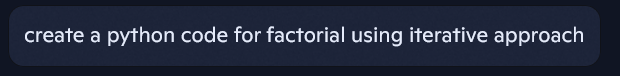 create a python code for factorial using iterative approach